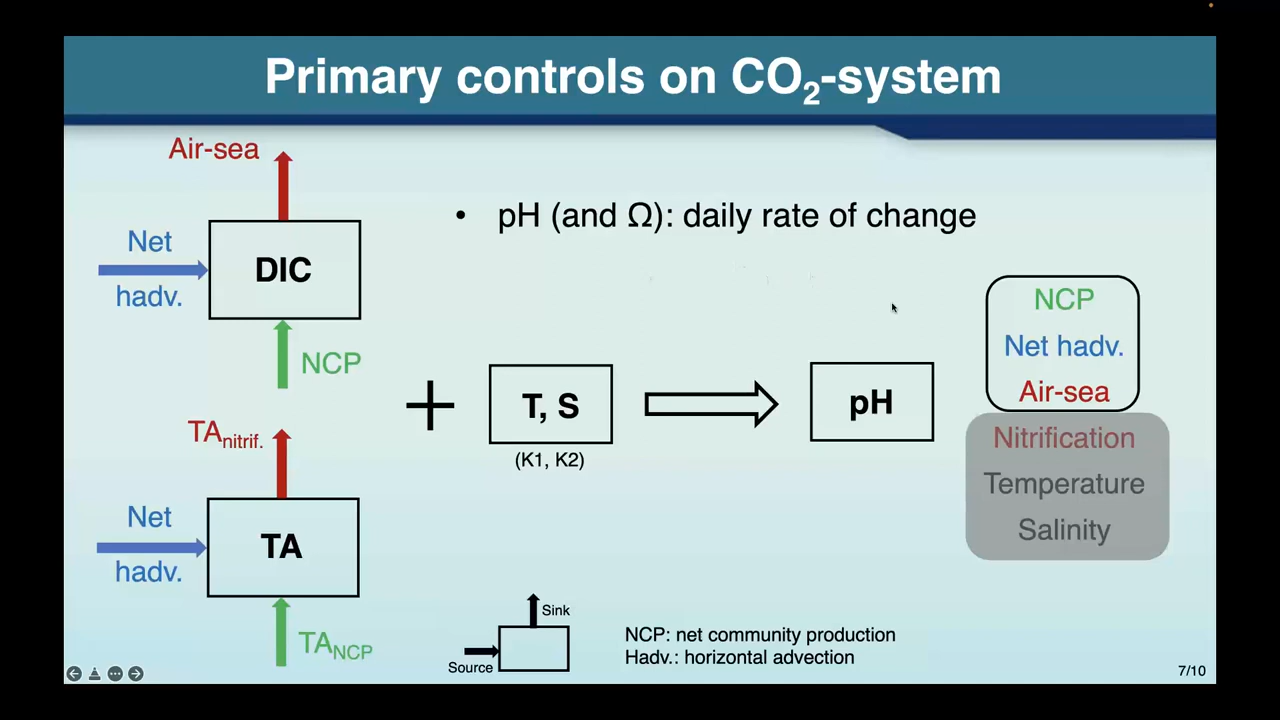 Primary controls on CO₂-system
Air-sea
Net
hadv.
DIC
NCP
• pH (and Ω): daily rate of change
TAnitrif.
Net
hadv.
TA
TANCP
+
T, S
(K1, K2)
pH
NCP
Net hadv.
Air-sea
Nitrification
Temperature
Salinity
Sink
Source
NCP: net community production
Hadv.: horizontal advection
7/10